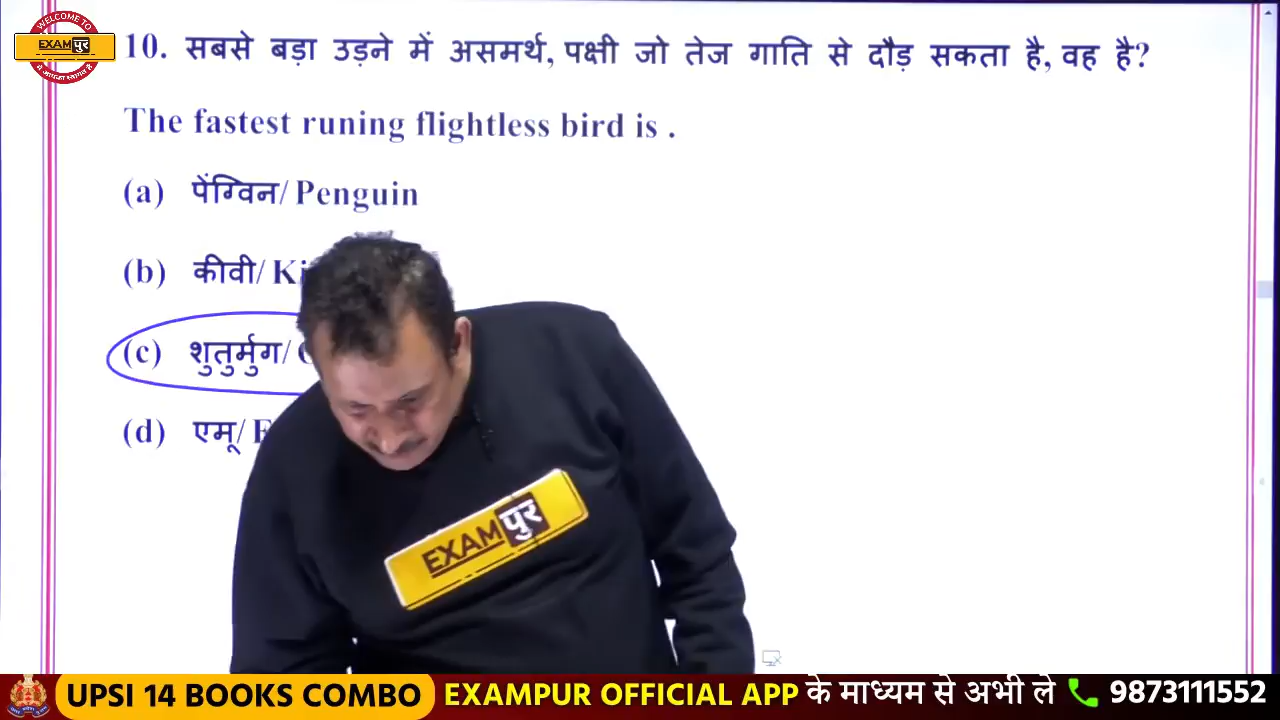 WELCOME TO
EXAMपुर
10. सबसे बड़ा उड़ने में असमर्थ, पक्षी जो तेज गाति से दौड़ सकता है, वह है?
The fastest runing flightless bird is .
(a) पेंग्विन/ Penguin
(b) कीवी/
(c) शुतुर्मुग/
(d) एमू/
EXAMपुर
UPSI 14 BOOKS COMBO EXAMPUR OFFICIAL APP के माध्यम से अभी ले 9873111552